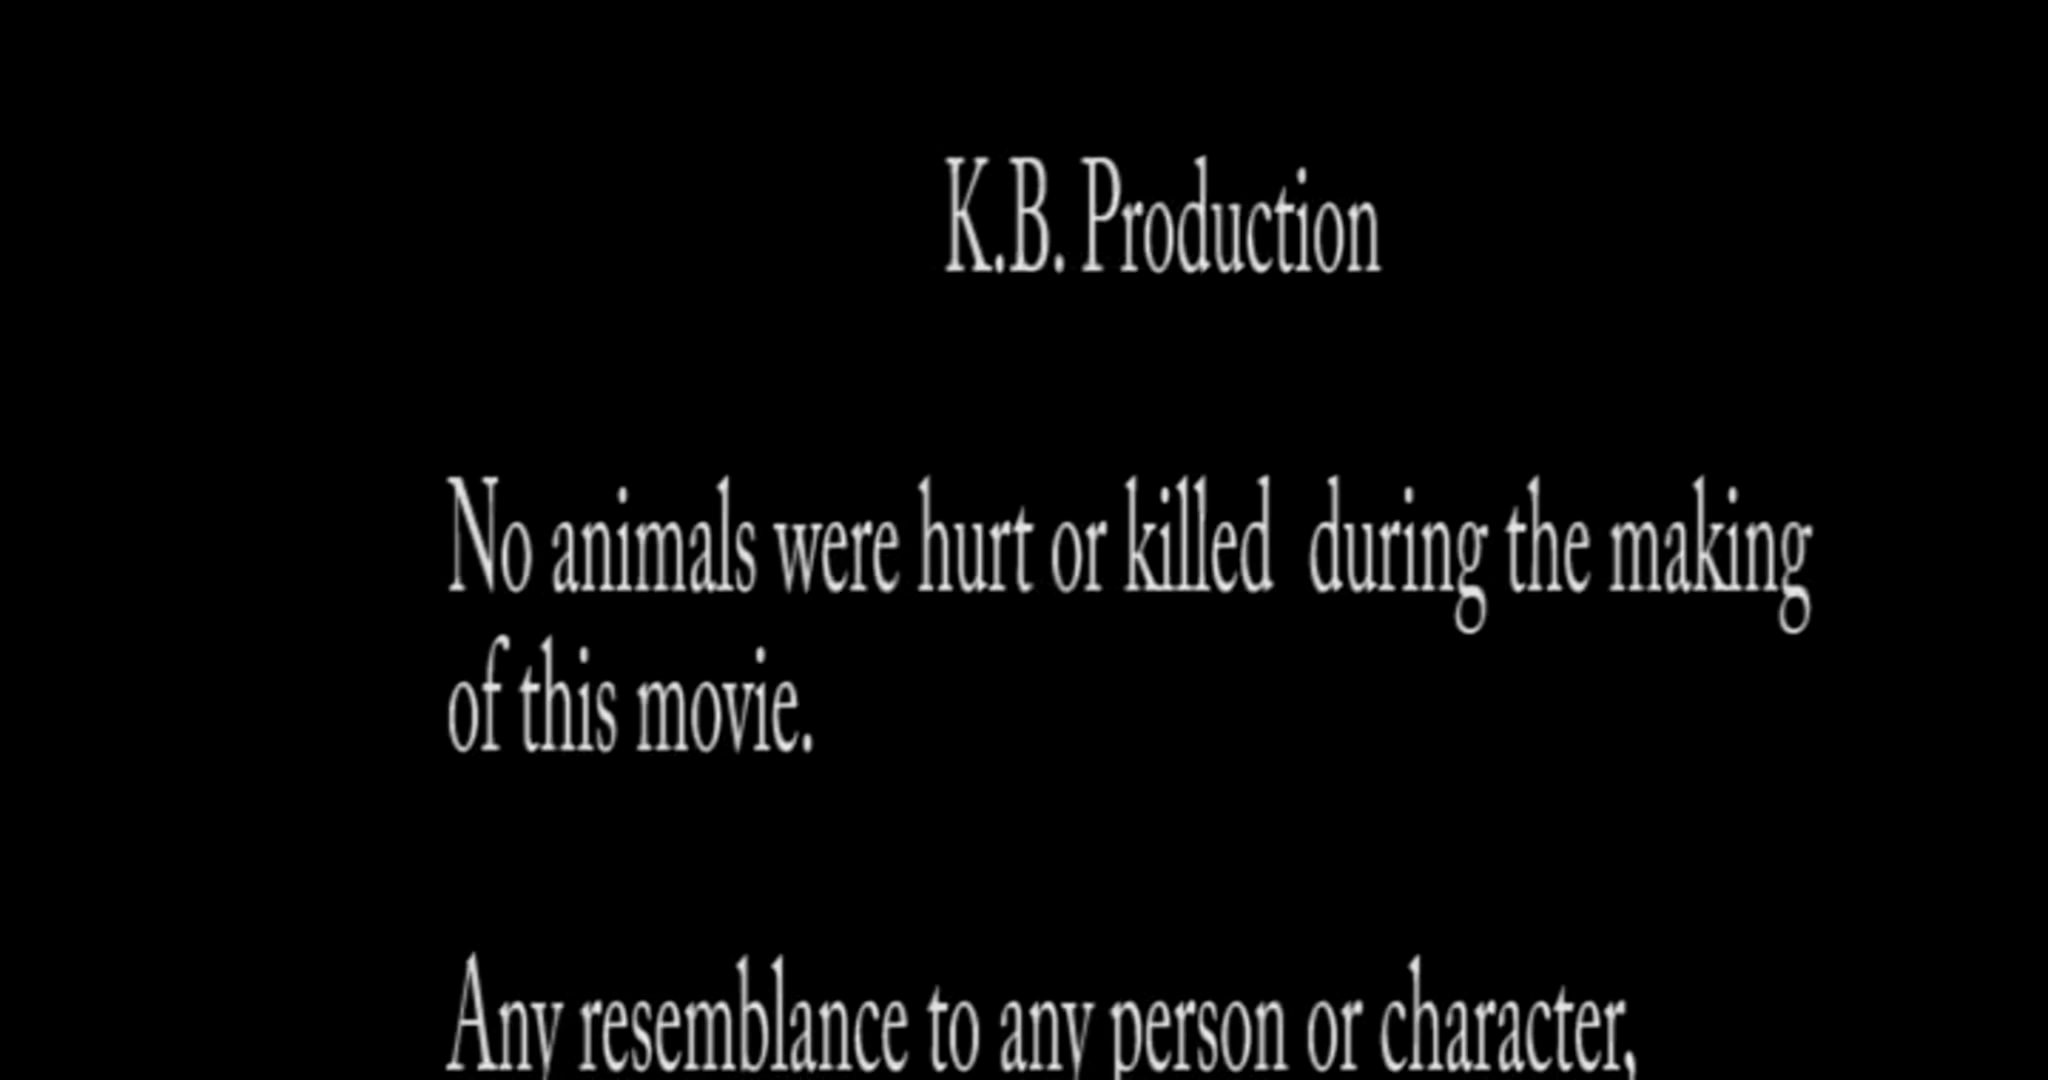 K.B. Production
No animals were hurt or killed  during the making
of this movie.
Any resemblance to any person or character,